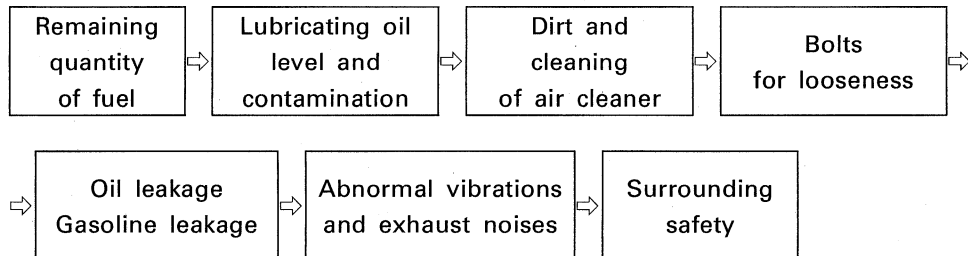 Remaining
quantity
of fuel
Lubricating oil
level and
contamination
Dirt and
cleaning
of air cleaner
Bolts
for looseness
Oil leakage
Gasoline leakage
Abnormal vibrations
and exhaust noises
Surrounding
safety